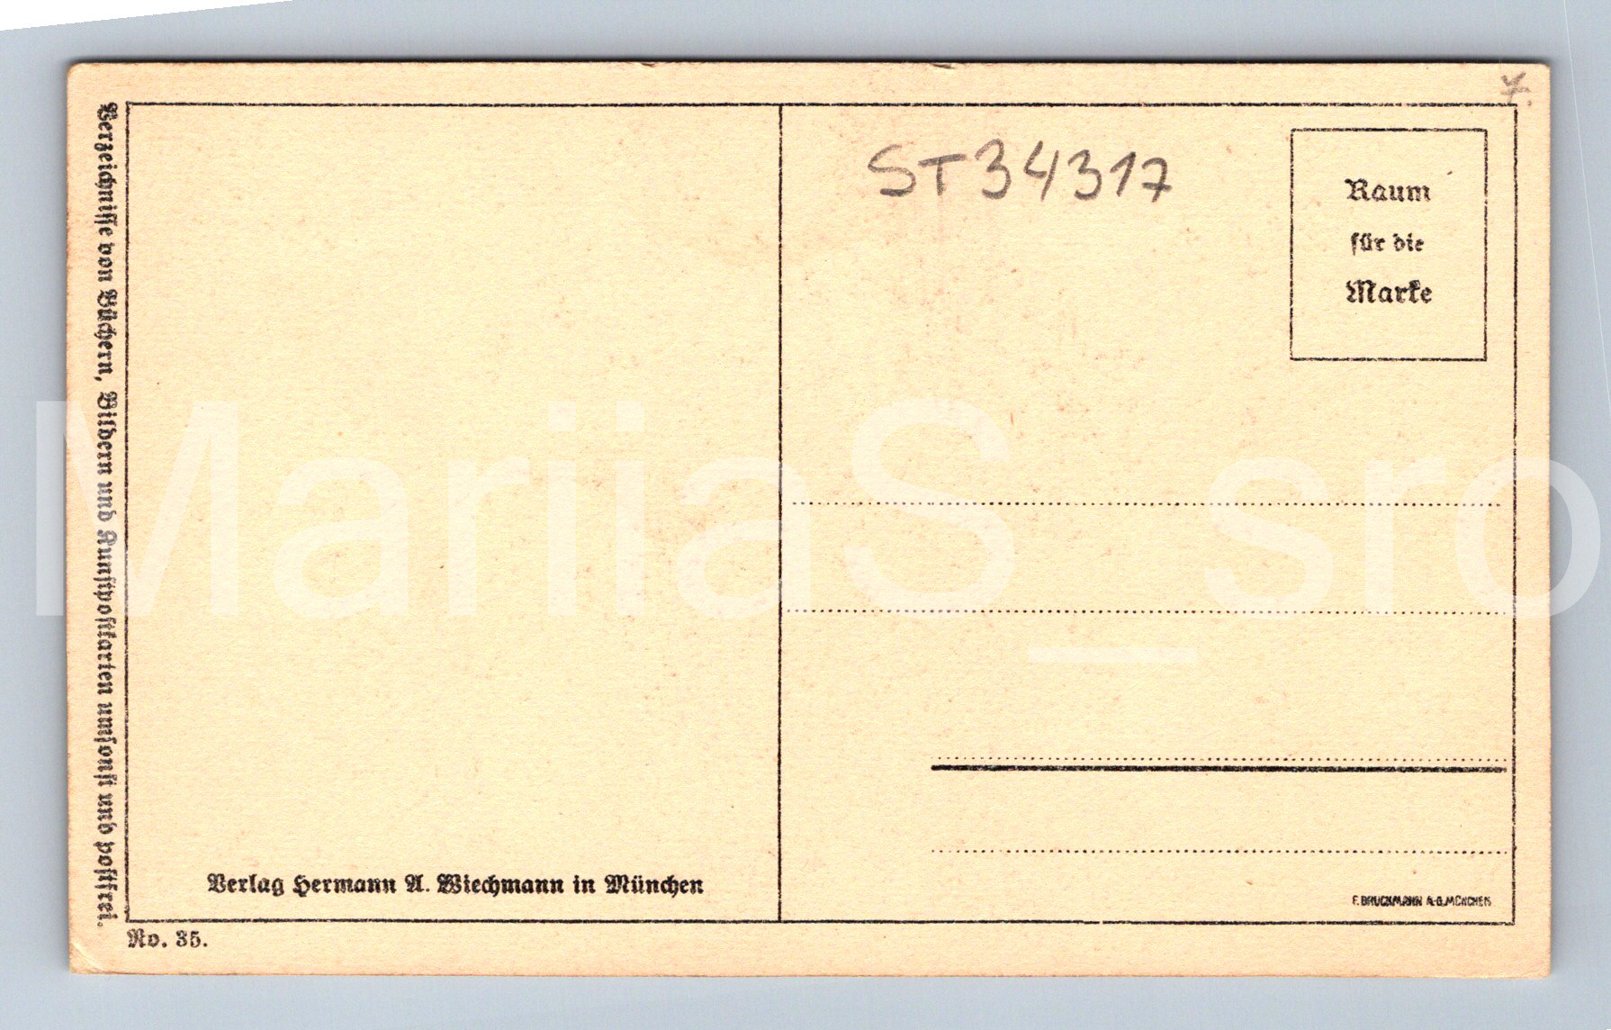 7.
ST34317
Raum
für die
Marke
Verzeichnisse von Büchern, Bildern und Kunstpostkarten umsonst und postfrei.
MariiaS_sro
Verlag Hermann A. Wiechmann in München
F. BRUCKMANN A-G. MÜNCHEN
No. 35.